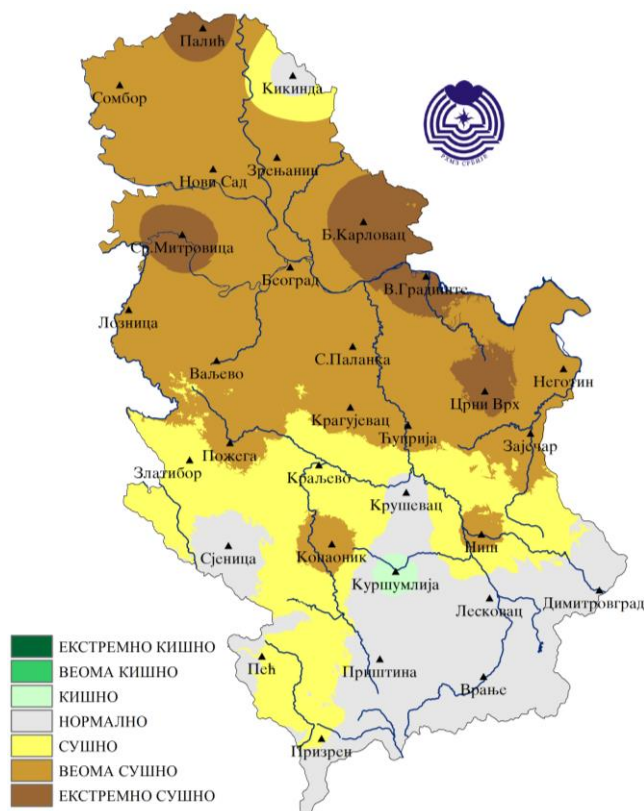 Палић
Кикинда
Сомбор
Зрењанин
Нови Сад
РХМЗ СРБИЈЕ
Б.Карловац
Ср.Митровица
Београд
В.Градиште
Лозница
С.Паланка
Ваљево
Неготин
Црни Врх
Крагујевац
Ћуприја
Зајечар
Пожега
Златибор
Краљево
Крушевац
Ниш
Сјеница
Копаоник
Куршумлија
Димитровград
Лесковац
Пећ
Приштина
Врање
Призрен
ЕКСТРЕМНО КИШНО
ВЕОМА КИШНО
КИШНО
НОРМАЛНО
СУШНО
ВЕОМА СУШНО
ЕКСТРЕМНО СУШНО